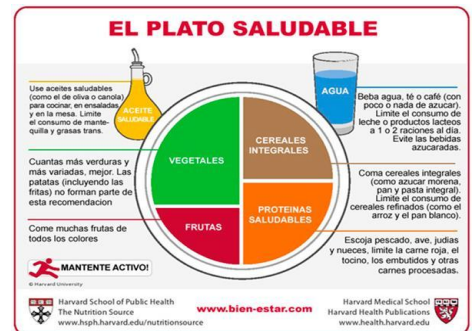 EL PLATO SALUDABLE
Use aceites saludables
(como el de oliva o canola)
para cocinar, en ensaladas
y en la mesa. Limite
el consumo de mante-
quilla y grasas trans.
ACEITE
SALUDABLE
AGUA
Beba agua, té o café (con
poco o nada de azucar).
Limite el consumo de
leche o productos lacteos
a 1 o 2 raciones al día.
Evite las bebidas
azucaradas.
VEGETALES
CEREALES
INTEGRALES
FRUTAS
PROTEINAS
SALUDABLES
Cuantas más verduras y
más variadas, mejor. Las
patatas (incluyendo las
fritas) no forman parte de
esta recomendacion
Coma cereales integrales
(como azucar morena,
pan y pasta integral).
Limite el consumo de
cereales refinados (como el
arroz y el pan blanco).
Come muchas frutas de
todos los colores
Escoja pescado, ave, judias
y nueces, limite la carne roja, el
tocino, los embutidos y otras
carnes procesadas.
MANTENTE ACTIVO!
© Harvard University
Harvard School of Public Health
The Nutrition Source
www.hsph.harvard.edu/nutritionsource
www.bien-estar.com
Harvard Medical School
Harvard Health Publications
www.health.harvard.edu